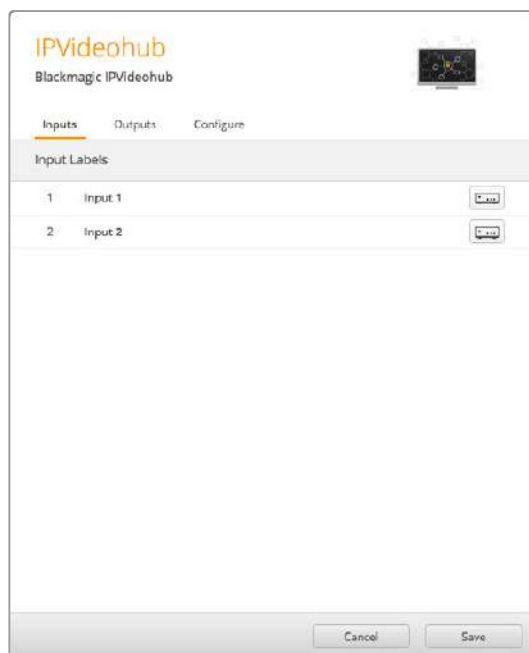 IPVideohub
Blackmagic IPVideohub
Inputs Outputs Configure
Input Labels
1 Input 1
2 Input 2
Cancel Save